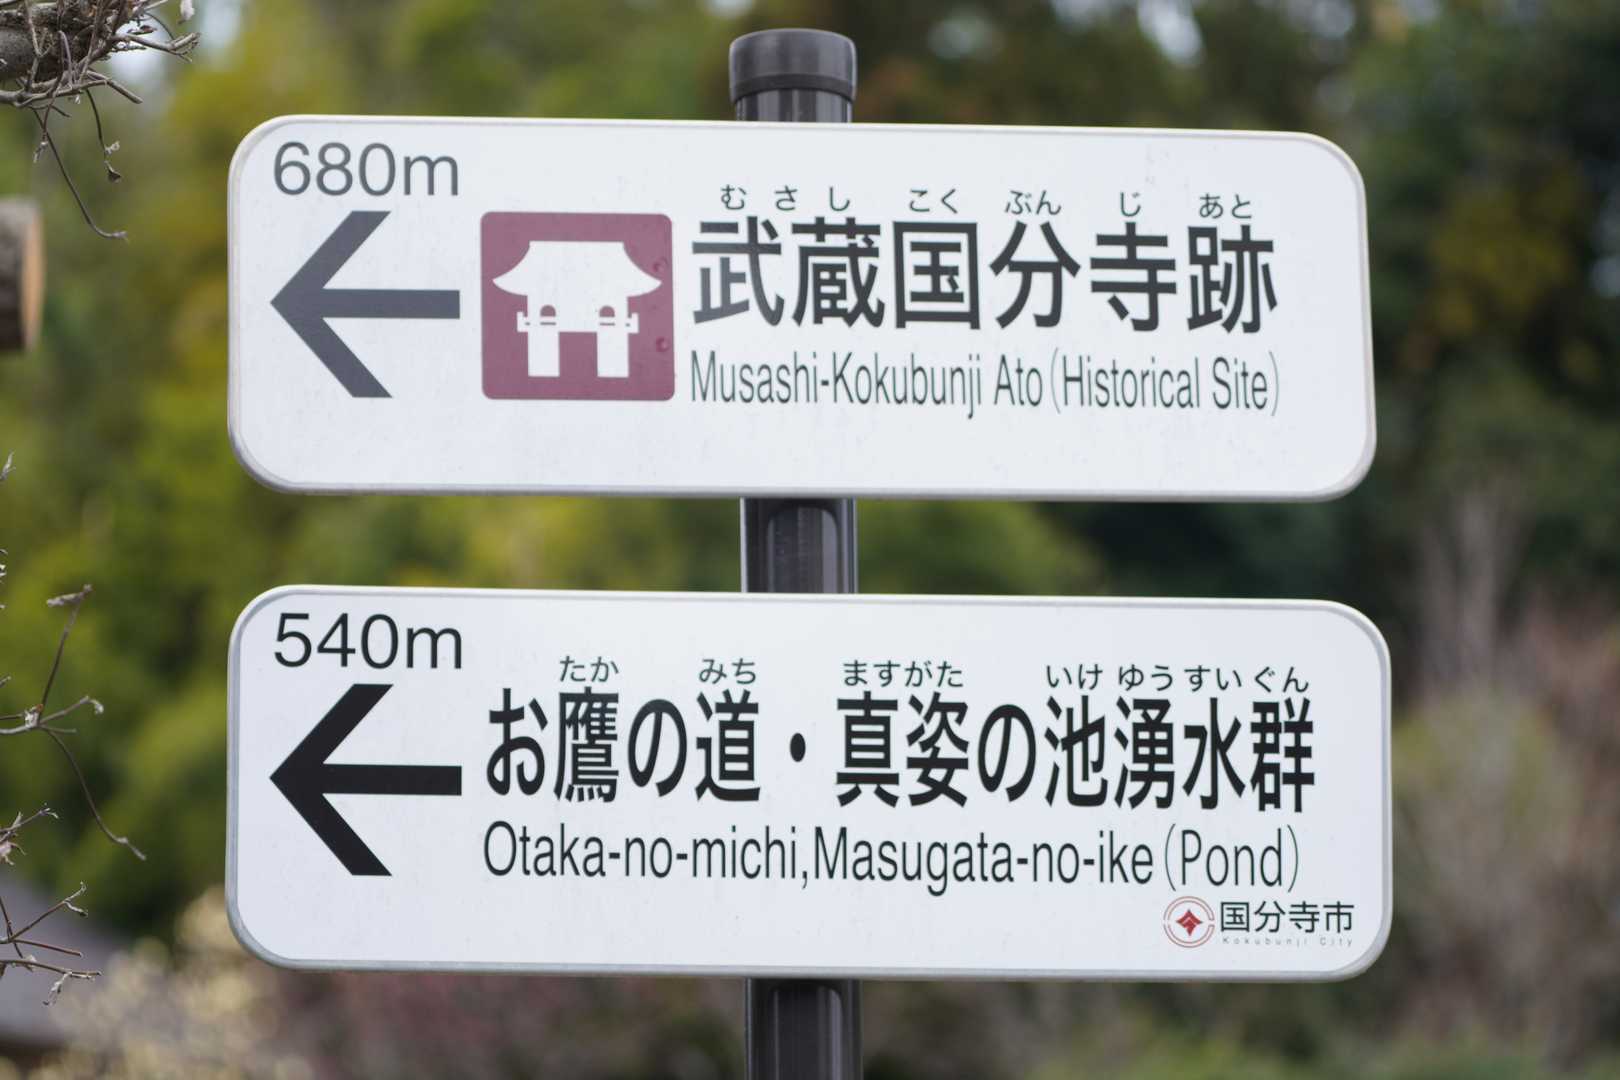 680m
むさし こくぶんじ あと
武蔵国分寺跡
Musashi-Kokubunji Ato(Historical Site)
540m
たか みち ますがた いけ ゆうすいぐん
お鷹の道・真姿の池湧水群
Otaka-no-michi,Masugata-no-ike(Pond)
国分寺市
Kokubunji City